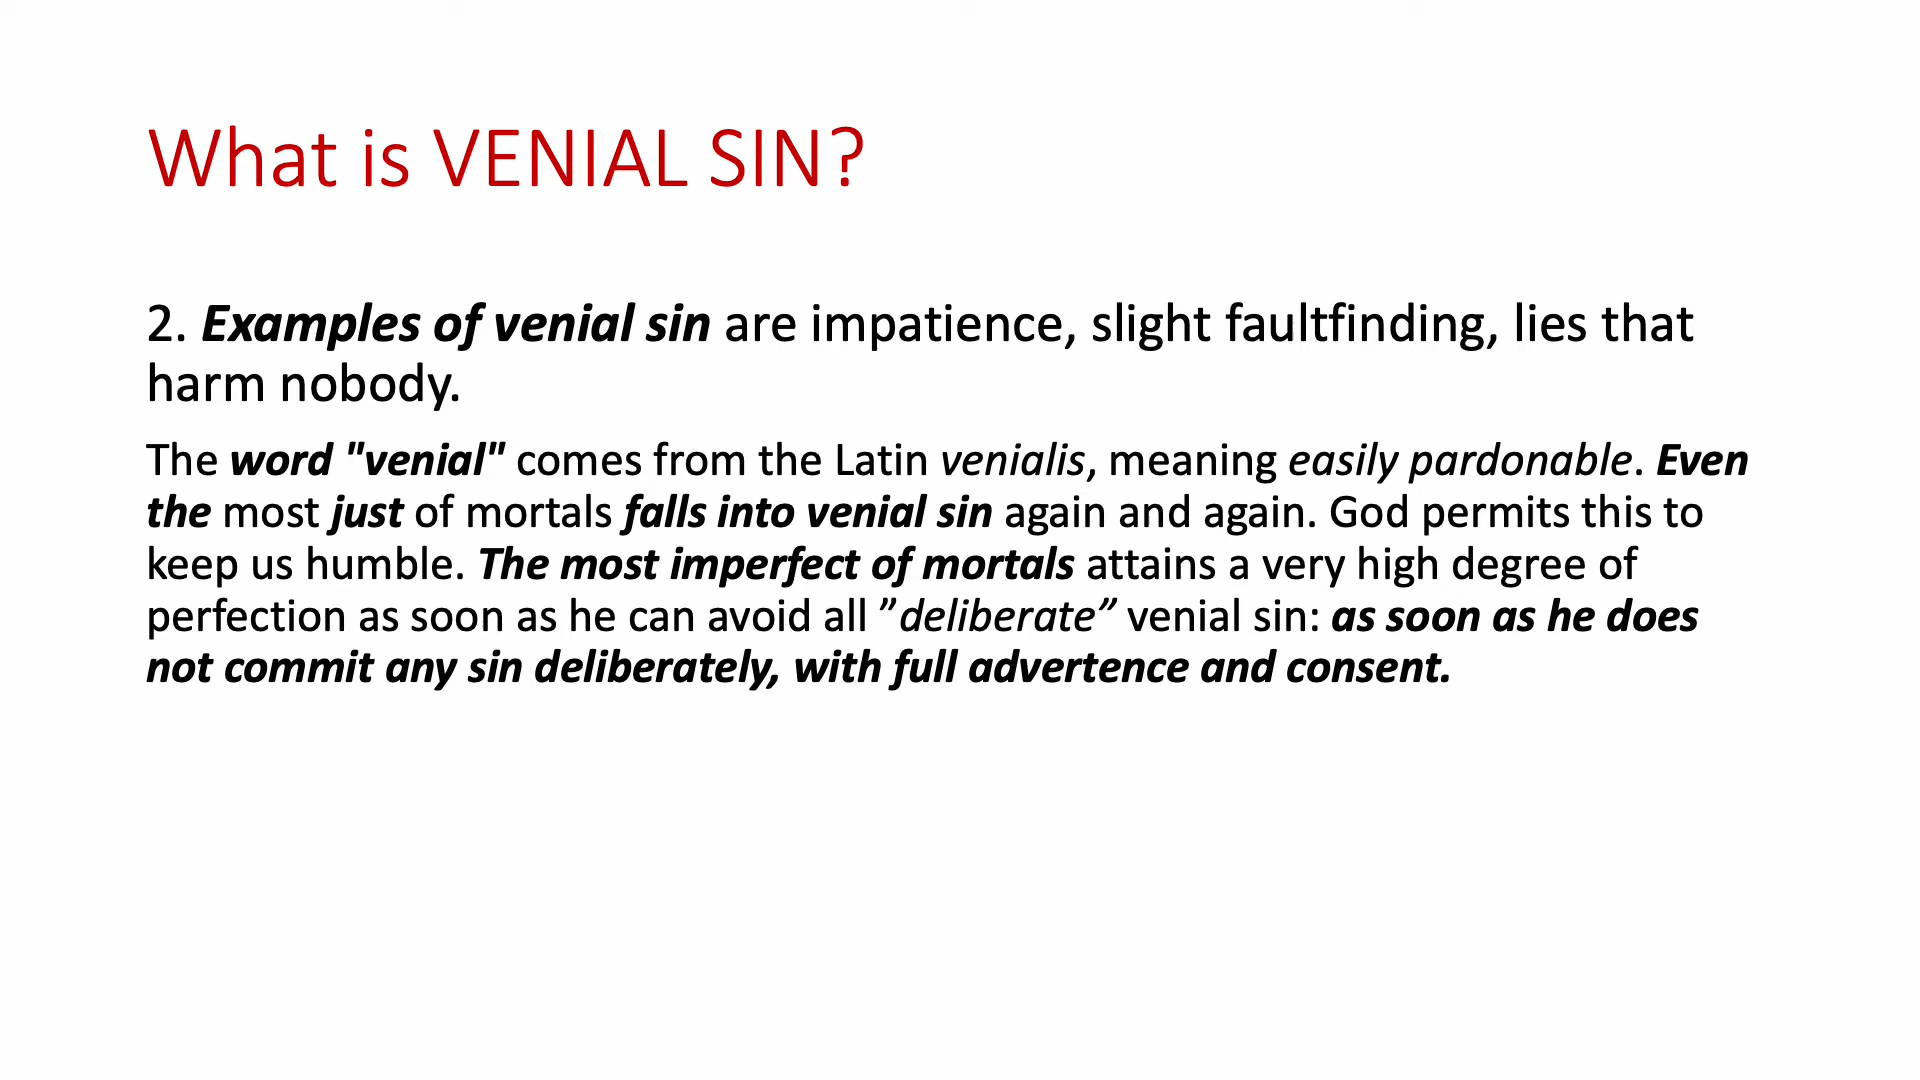 What is VENIAL SIN?
2. Examples of venial sin are impatience, slight faultfinding, lies that
harm nobody.
The word "venial" comes from the Latin venialis, meaning easily pardonable. Even
the most just of mortals falls into venial sin again and again. God permits this to
keep us humble. The most imperfect of mortals attains a very high degree of
perfection as soon as he can avoid all ”deliberate” venial sin: as soon as he does
not commit any sin deliberately, with full advertence and consent.